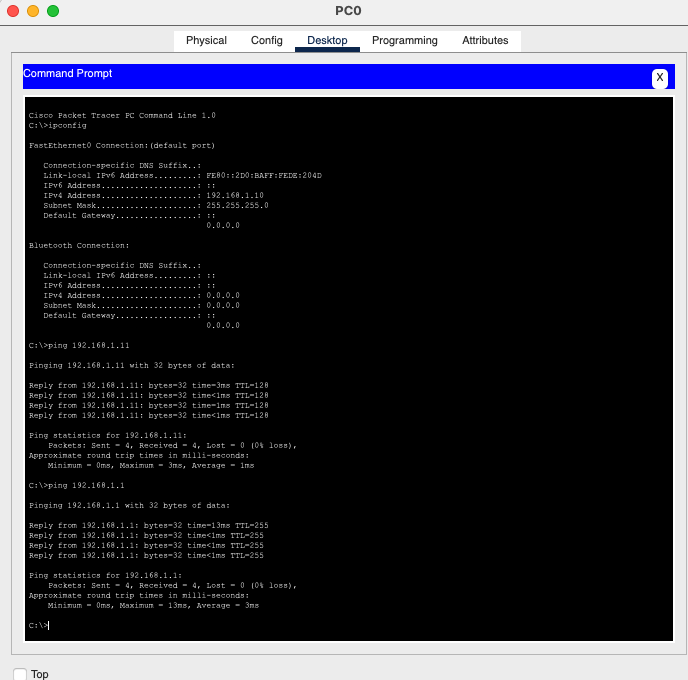 PC0
Physical Config Desktop Programming Attributes
Command Prompt
X
Cisco Packet Tracer PC Command Line 1.0
C:\>ipconfig
FastEthernet0 Connection:(default port)
Connection-specific DNS Suffix..:
Link-local IPv6 Address.........: FE80::2D0:BAFF:FEDE:204D
IPv6 Address....................: ::
IPv4 Address....................: 192.168.1.10
Subnet Mask.....................: 255.255.255.0
Default Gateway.................: ::
0.0.0.0
Bluetooth Connection:
Connection-specific DNS Suffix..:
Link-local IPv6 Address.........: ::
IPv6 Address....................: ::
IPv4 Address....................: 0.0.0.0
Subnet Mask.....................: 0.0.0.0
Default Gateway.................: ::
0.0.0.0
C:\>ping 192.168.1.11
Pinging 192.168.1.11 with 32 bytes of data:
Reply from 192.168.1.11: bytes=32 time=3ms TTL=128
Reply from 192.168.1.11: bytes=32 time<1ms TTL=128
Reply from 192.168.1.11: bytes=32 time=1ms TTL=128
Reply from 192.168.1.11: bytes=32 time<1ms TTL=128
Ping statistics for 192.168.1.11:
Packets: Sent = 4, Received = 4, Lost = 0 (0% loss),
Approximate round trip times in milli-seconds:
Minimum = 0ms, Maximum = 3ms, Average = 1ms
C:\>ping 192.168.1.1
Pinging 192.168.1.1 with 32 bytes of data:
Reply from 192.168.1.1: bytes=32 time=13ms TTL=255
Reply from 192.168.1.1: bytes=32 time<1ms TTL=255
Reply from 192.168.1.1: bytes=32 time<1ms TTL=255
Reply from 192.168.1.1: bytes=32 time<1ms TTL=255
Ping statistics for 192.168.1.1:
Packets: Sent = 4, Received = 4, Lost = 0 (0% loss),
Approximate round trip times in milli-seconds:
Minimum = 0ms, Maximum = 13ms, Average = 3ms
C:\>
Top